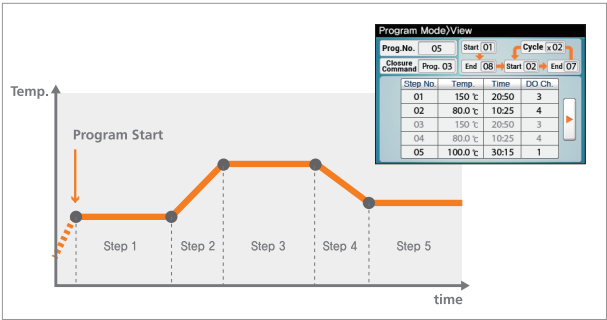 Program Mode>View
Prog.No. 05
Start 01
Cycle x 02
Closure Command Prog. 03
End 08 Start 02 End 07
Step No. Temp. Time DO Ch.
01 150 ℃ 20:50 3
02 80.0 ℃ 10:25 4
03 150 ℃ 20:50 3
04 80.0 ℃ 10:25 4
05 100.0 ℃ 30:15 1
Temp.
Program Start
Step 1 Step 2 Step 3 Step 4 Step 5
time